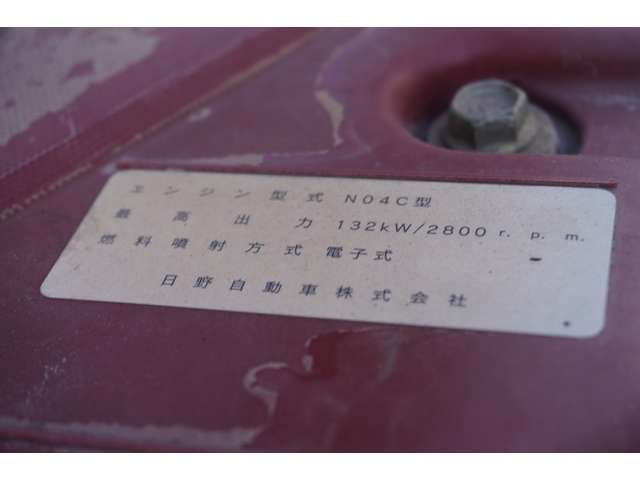 エンジン型式 N04C型
最高出力 132kW/2800 r. p. m.
燃料噴射方式 電子式
日野自動車株式会社